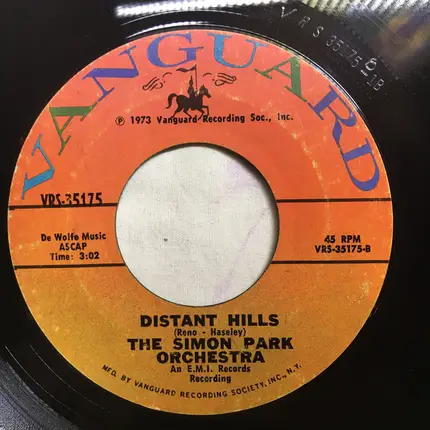 VANGUARD
℗ 1973 Vanguard Recording Soc., Inc.
VRS-35175
De Wolfe Music
ASCAP
Time: 3:02
45 RPM
VRS-35175-B
DISTANT HILLS
(Reno - Haseley)
THE SIMON PARK
ORCHESTRA
An E.M.I. Records
Recording
MFD. BY VANGUARD RECORDING SOCIETY, INC., N.Y.